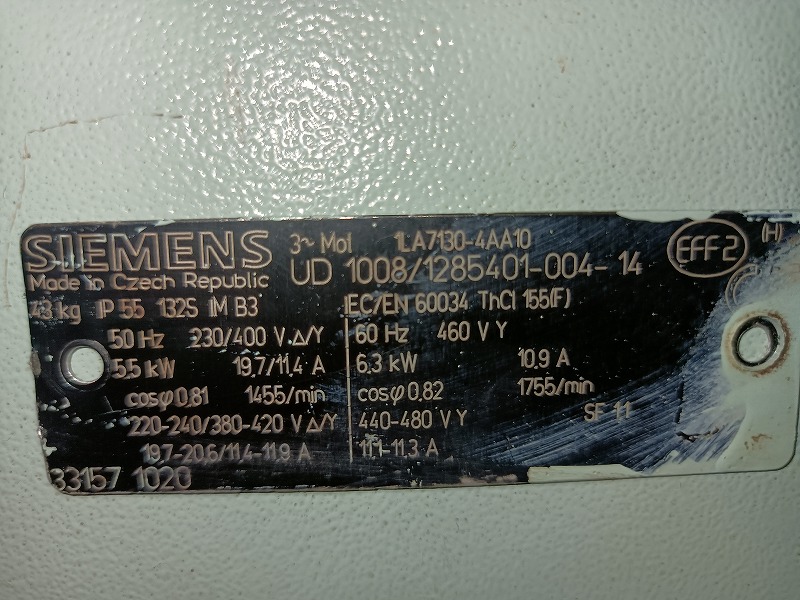 SIEMENS 3~ Mot 1LA7130-4AA10 EFF2 (H)
Made in Czech Republic UD 1008/1285401-004-14
43 kg IP 55 132S IM B3 IEC/EN 60034 ThCl 155(F)
50 Hz 230/400 V Δ/Y 60 Hz 460 V Y
5.5 kW 19.7/11.4 A 6.3 kW 10.9 A
cosφ 0.81 1455/min cosφ 0.82 1755/min
220-240/380-420 V Δ/Y 440-480 V Y SF 1.1
19.7-20.6/11.4-11.9 A 11.1-11.3 A
33157 1020